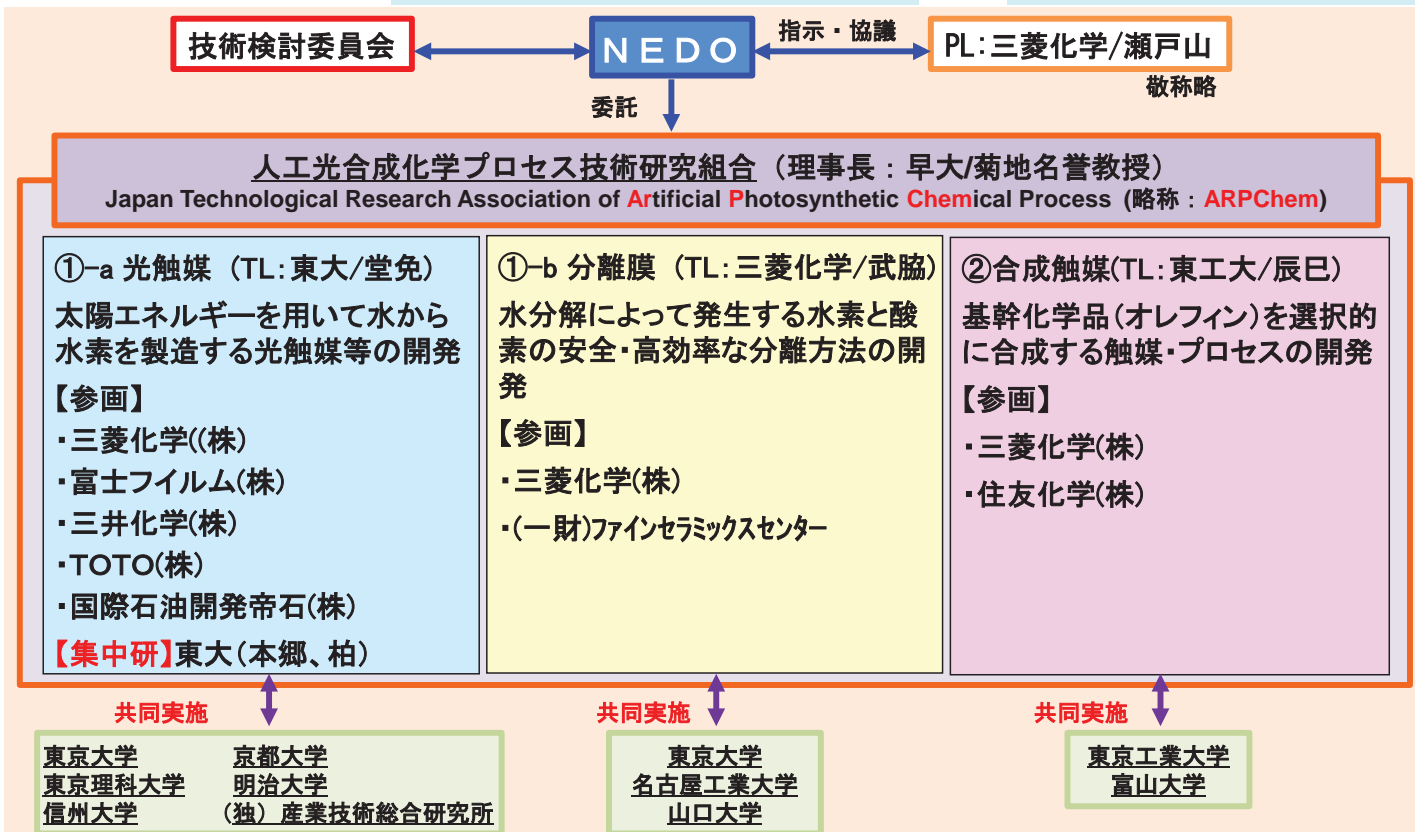 技術検討委員会
NEDO
指示・協議
PL:三菱化学/瀬戸山
敬称略
委託
人工光合成化学プロセス技術研究組合（理事長：早大/菊地名誉教授）
Japan Technological Research Association of Artificial Photosynthetic Chemical Process (略称：ARPChem)
①-a 光触媒 (TL:東大/堂免)
太陽エネルギーを用いて水から
水素を製造する光触媒等の開発
【参画】
・三菱化学((株)
・富士フイルム(株)
・三井化学(株)
・TOTO(株)
・国際石油開発帝石(株)
【集中研】東大(本郷、柏)
①-b 分離膜 (TL:三菱化学/武脇)
水分解によって発生する水素と酸
素の安全・高効率な分離方法の開
発
【参画】
・三菱化学(株)
・(一財)ファインセラミックスセンター
②合成触媒(TL:東工大/辰巳)
基幹化学品(オレフィン)を選択的
に合成する触媒・プロセスの開発
【参画】
・三菱化学(株)
・住友化学(株)
共同実施
東京大学 京都大学
東京理科大学 明治大学
信州大学 （独）産業技術総合研究所
共同実施
東京大学
名古屋工業大学
山口大学
共同実施
東京工業大学
富山大学